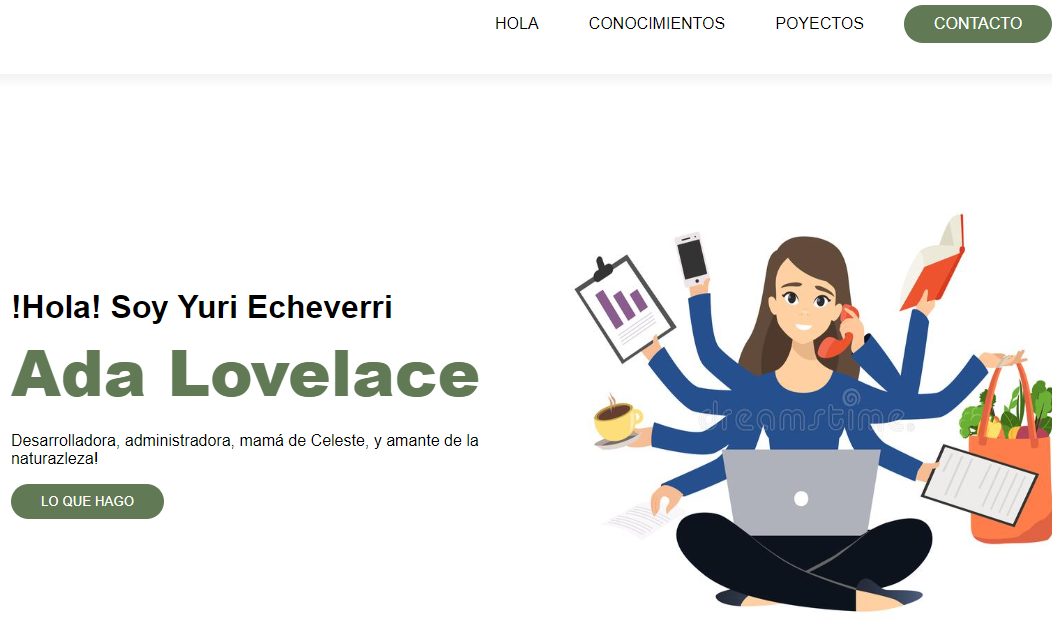 HOLA CONOCIMIENTOS POYECTOS CONTACTO
!Hola! Soy Yuri Echeverri
Ada Lovelace
Desarrolladora, administradora, mamá de Celeste, y amante de la
naturazleza!
LO QUE HAGO
dreamstime.